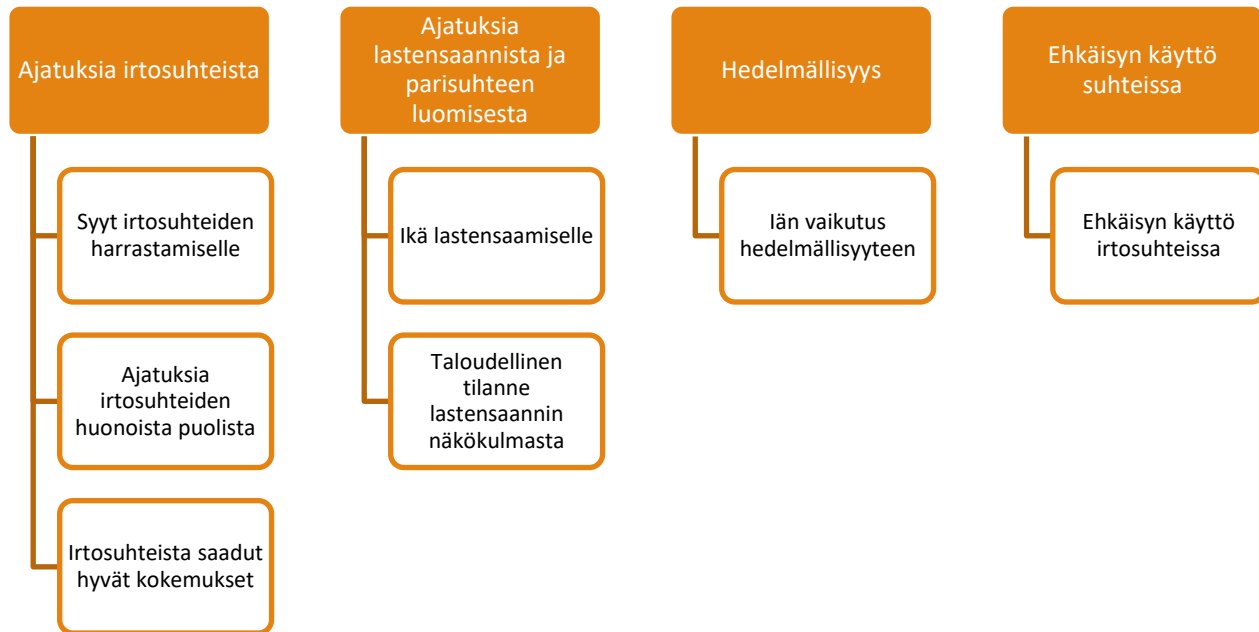 Ajatuksia irtosuhteista
Syyt irtosuhteiden
harrastamiselle
Ajatuksia
irtosuhteiden
huonoista puolista
Irtosuhteista saadut
hyvät kokemukset
Ajatuksia
lastensaannista ja
parisuhteen
luomisesta
Ikä lastensaamiselle
Taloudellinen
tilanne
lastensaannin
näkökulmasta
Hedelmällisyys
Iän vaikutus
hedelmällisyyteen
Ehkäisyn käyttö
suhteissa
Ehkäisyn käyttö
irtosuhteissa